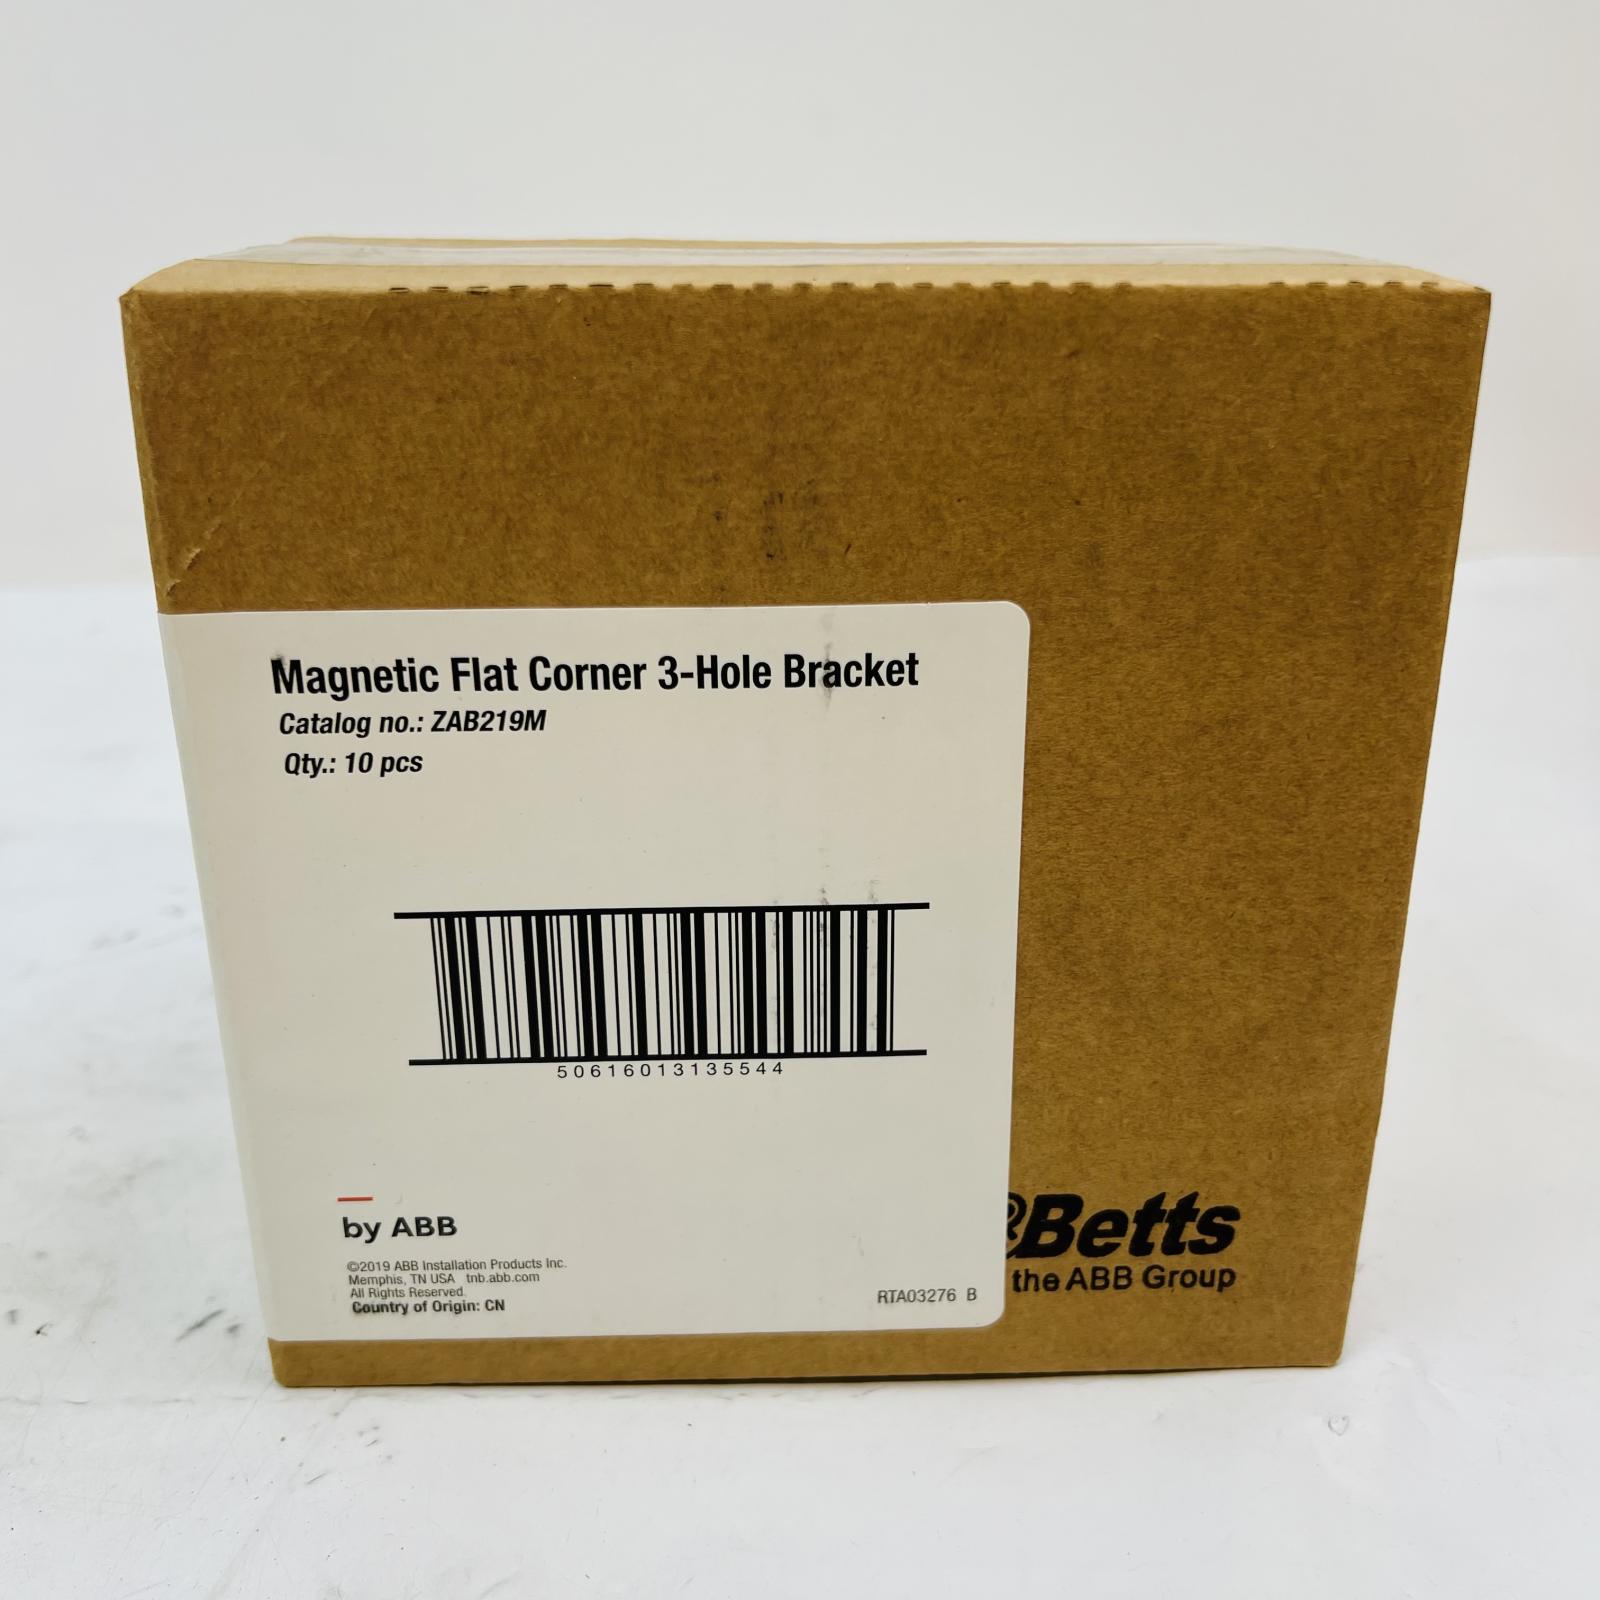 Magnetic Flat Corner 3-Hole Bracket
Catalog no.: ZAB219M
Qty.: 10 pcs
50616013135544
by ABB
©2019 ABB Installation Products Inc.
Memphis, TN USA tnb.abb.com
All Rights Reserved.
Country of Origin: CN
RTA03276 B
&Betts
the ABB Group